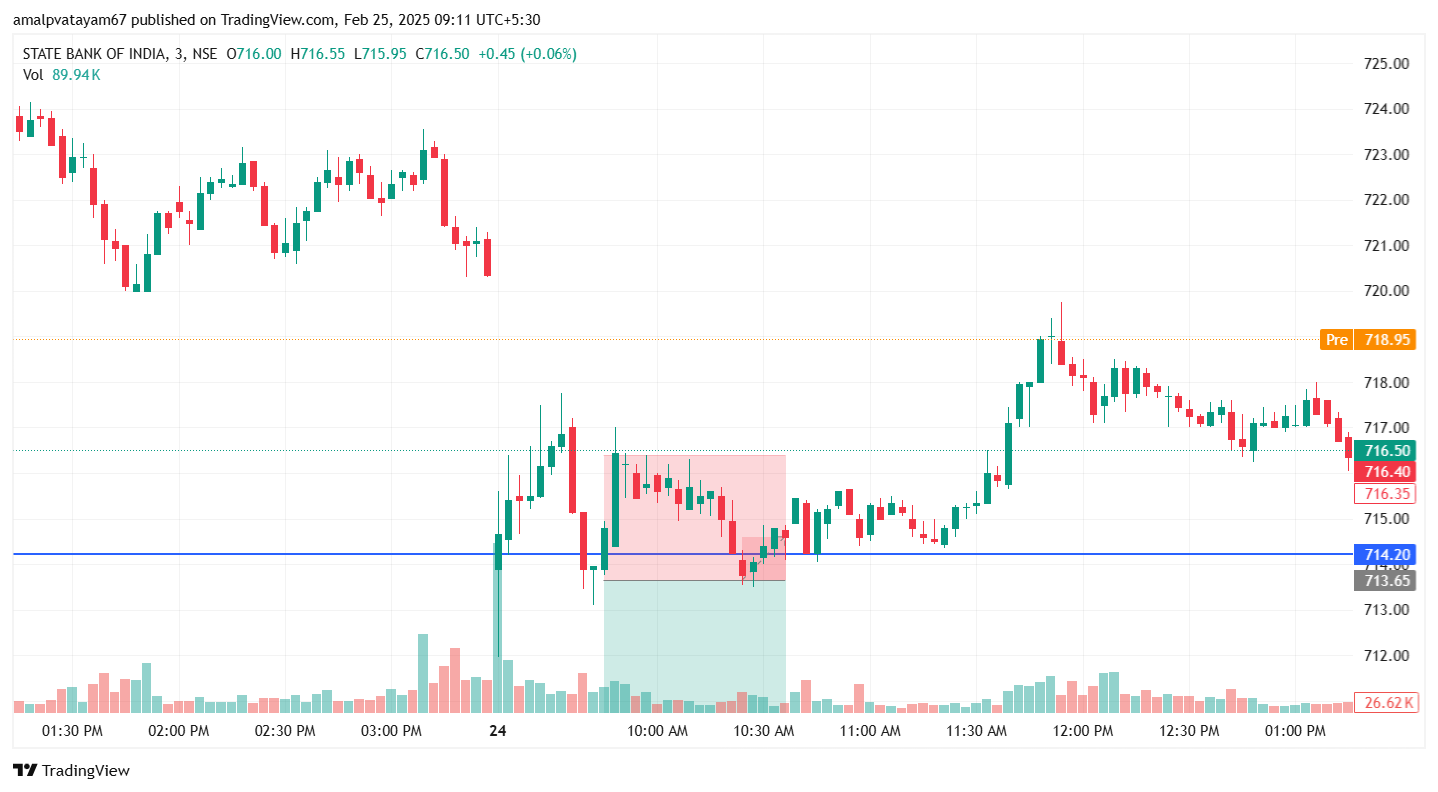 amalpvatayam67 published on TradingView.com, Feb 25, 2025 09:11 UTC+5:30
STATE BANK OF INDIA, 3, NSE O716.00 H716.55 L715.95 C716.50 +0.45 (+0.06%)
Vol 89.94K
725.00
724.00
723.00
722.00
721.00
720.00
Pre 718.95
718.00
717.00
716.50
716.40
716.35
715.00
714.20
714.00
713.65
713.00
712.00
26.62K
01:30 PM 02:00 PM 02:30 PM 03:00 PM 24 10:00 AM 10:30 AM 11:00 AM 11:30 AM 12:00 PM 12:30 PM 01:00 PM
TradingView